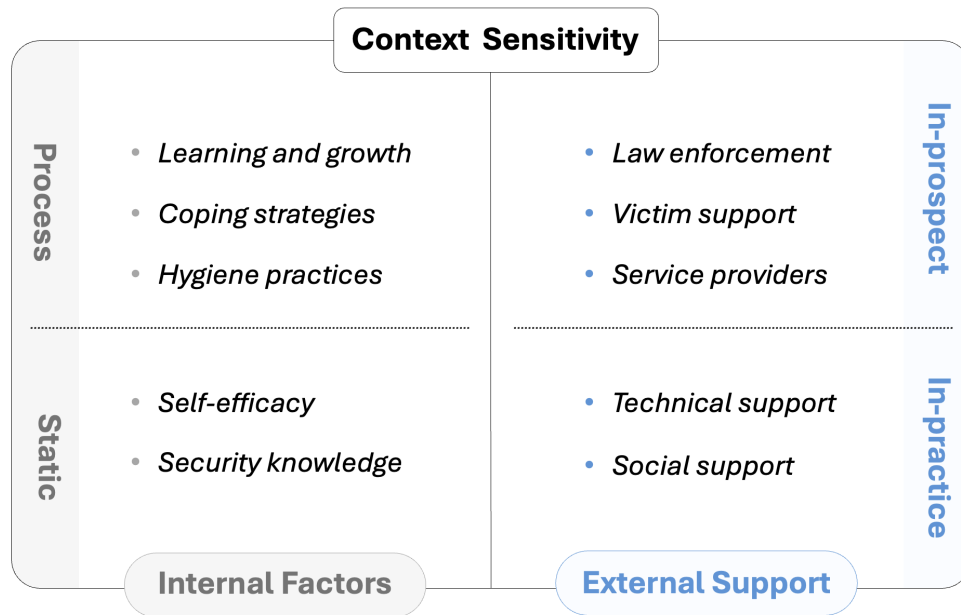 Context Sensitivity
Process
Learning and growth
Coping strategies
Hygiene practices
Static
Self-efficacy
Security knowledge
Internal Factors
In-prospect
Law enforcement
Victim support
Service providers
In-practice
Technical support
Social support
External Support